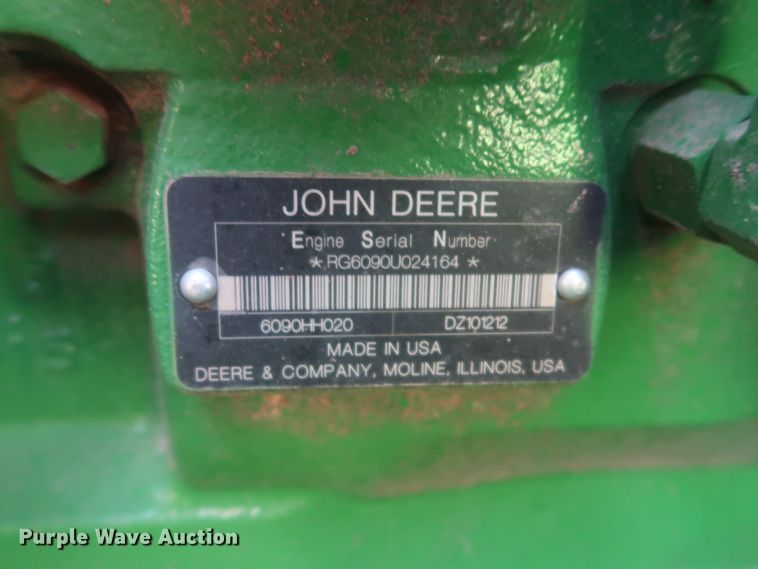 JOHN DEERE
Engine Serial Number
*RG6090U024164*
6090HH020 DZ101212
MADE IN USA
DEERE & COMPANY, MOLINE, ILLINOIS, USA
Purple Wave Auction